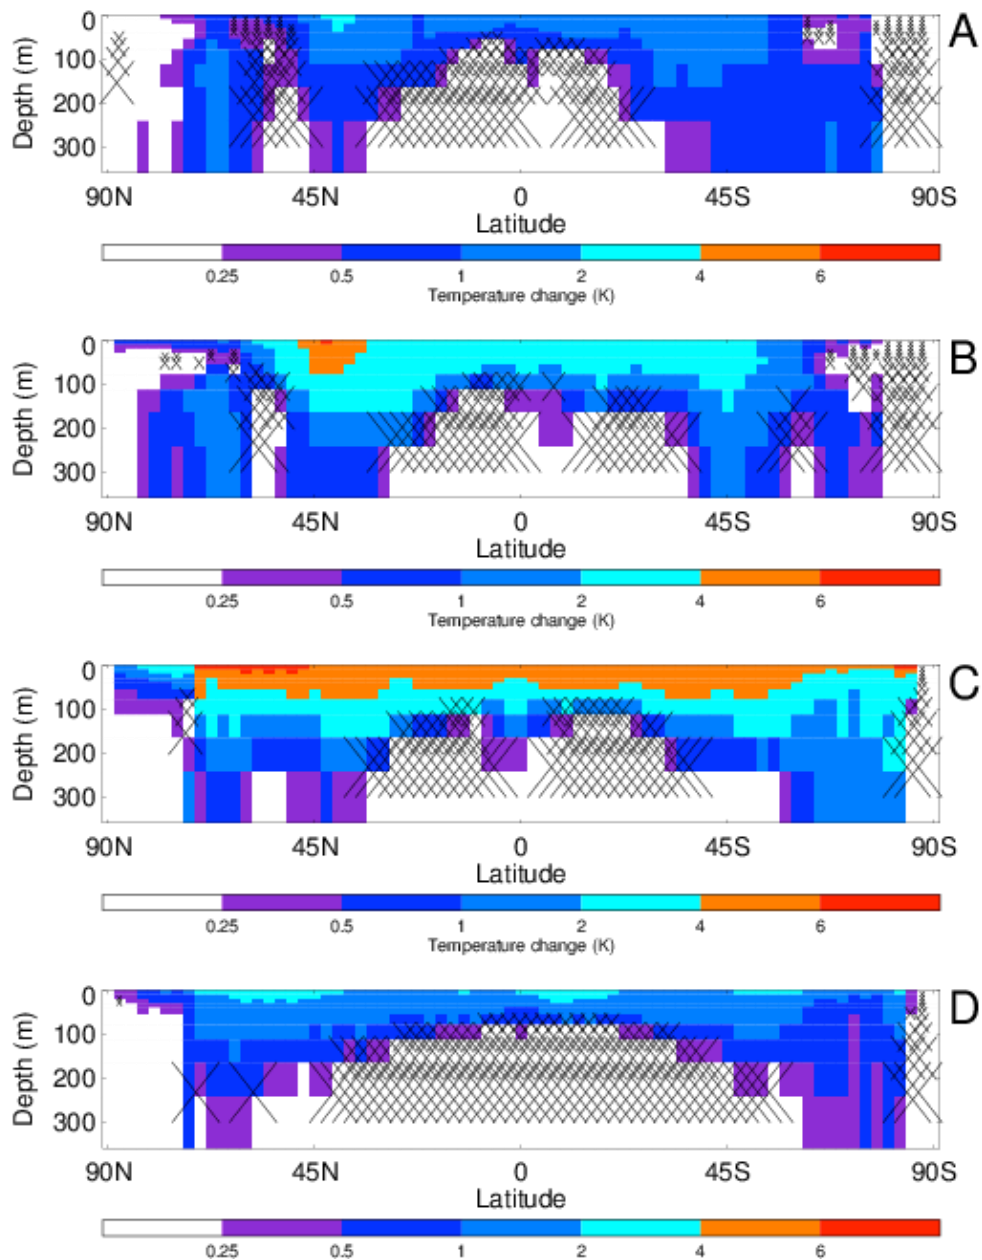 A
Depth (m)
0
100
200
300
90N 45N 0 45S 90S
Latitude
0.25 0.5 1 2 4 6
Temperature change (K)
B
Depth (m)
0
100
200
300
90N 45N 0 45S 90S
Latitude
0.25 0.5 1 2 4 6
Temperature change (K)
C
Depth (m)
0
100
200
300
90N 45N 0 45S 90S
Latitude
0.25 0.5 1 2 4 6
Temperature change (K)
D
Depth (m)
0
100
200
300
90N 45N 0 45S 90S
Latitude
0.25 0.5 1 2 4 6